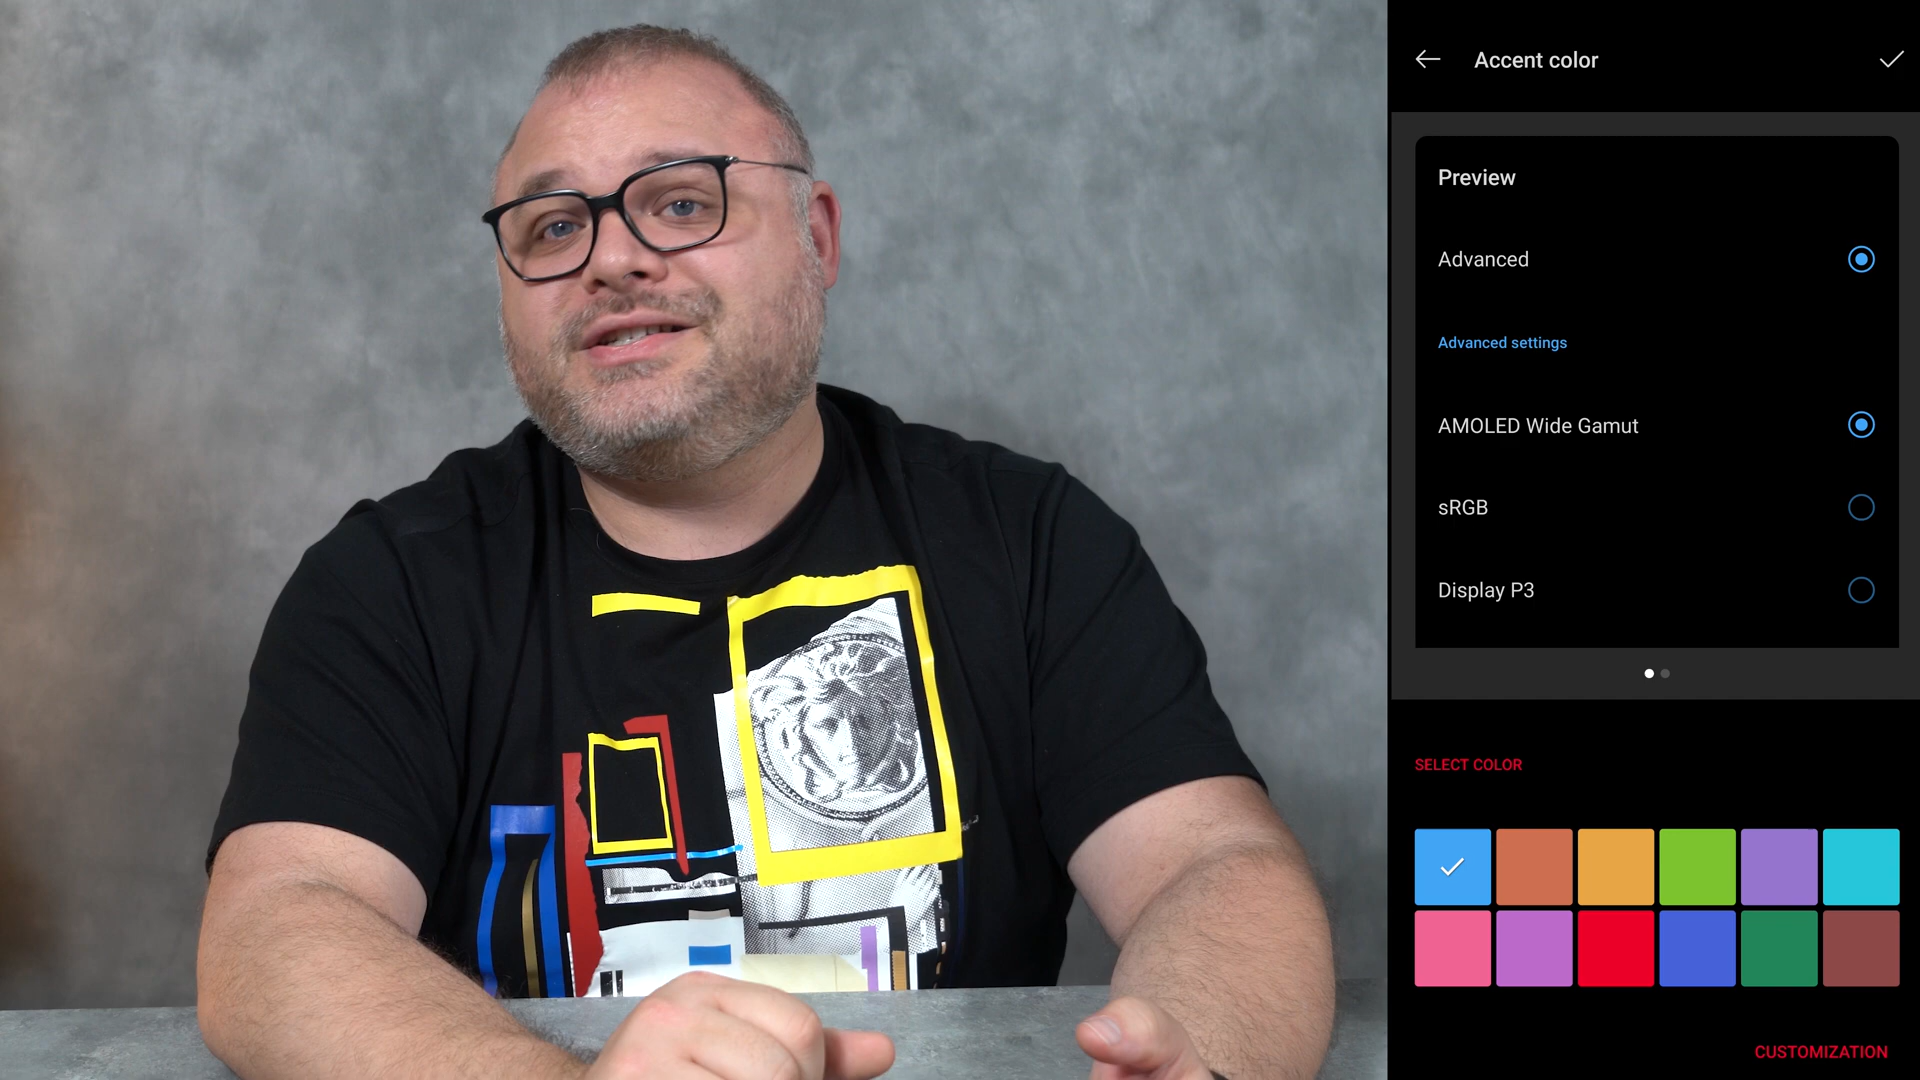 Accent color
Preview
Advanced
Advanced settings
AMOLED Wide Gamut
sRGB
Display P3
SELECT COLOR
CUSTOMIZATION